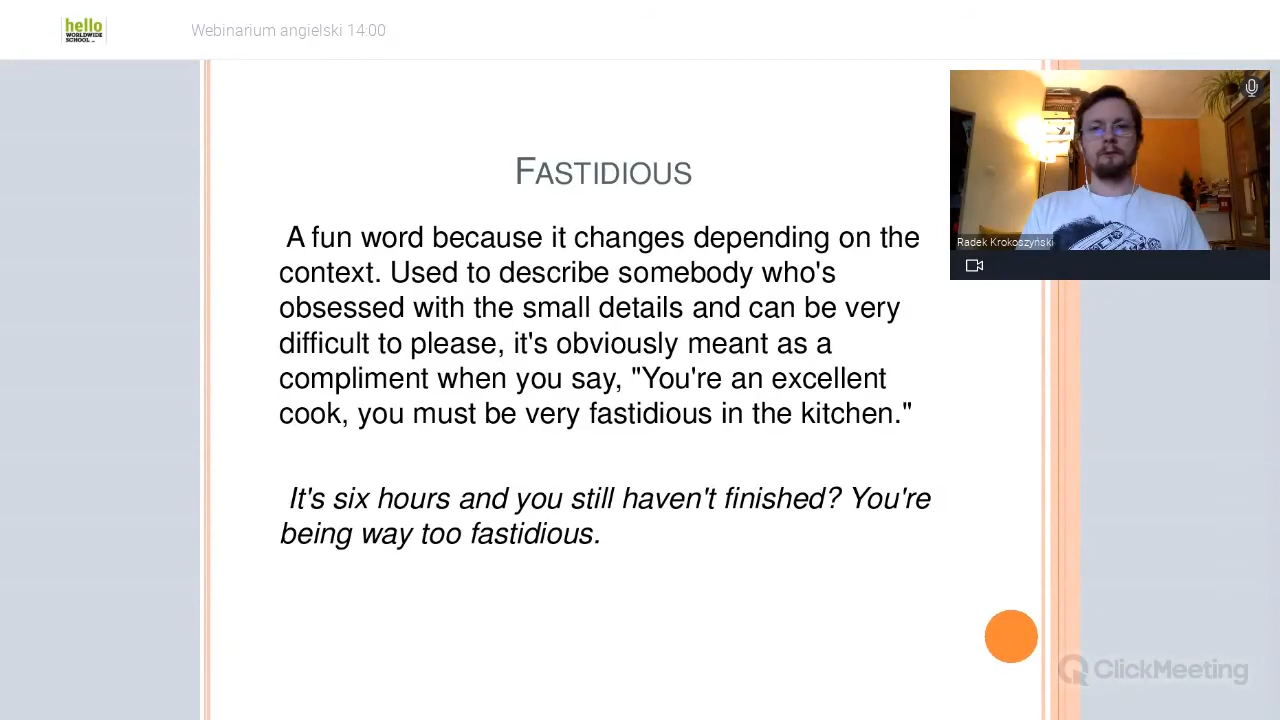 hello
WORLDWIDE
SCHOOL
Webinarium angielski 14:00
FASTIDIOUS
A fun word because it changes depending on the
context. Used to describe somebody who's
obsessed with the small details and can be very
difficult to please, it's obviously meant as a
compliment when you say, "You're an excellent
cook, you must be very fastidious in the kitchen."
It's six hours and you still haven't finished? You're
being way too fastidious.
Radek Krokoszyński
ClickMeeting